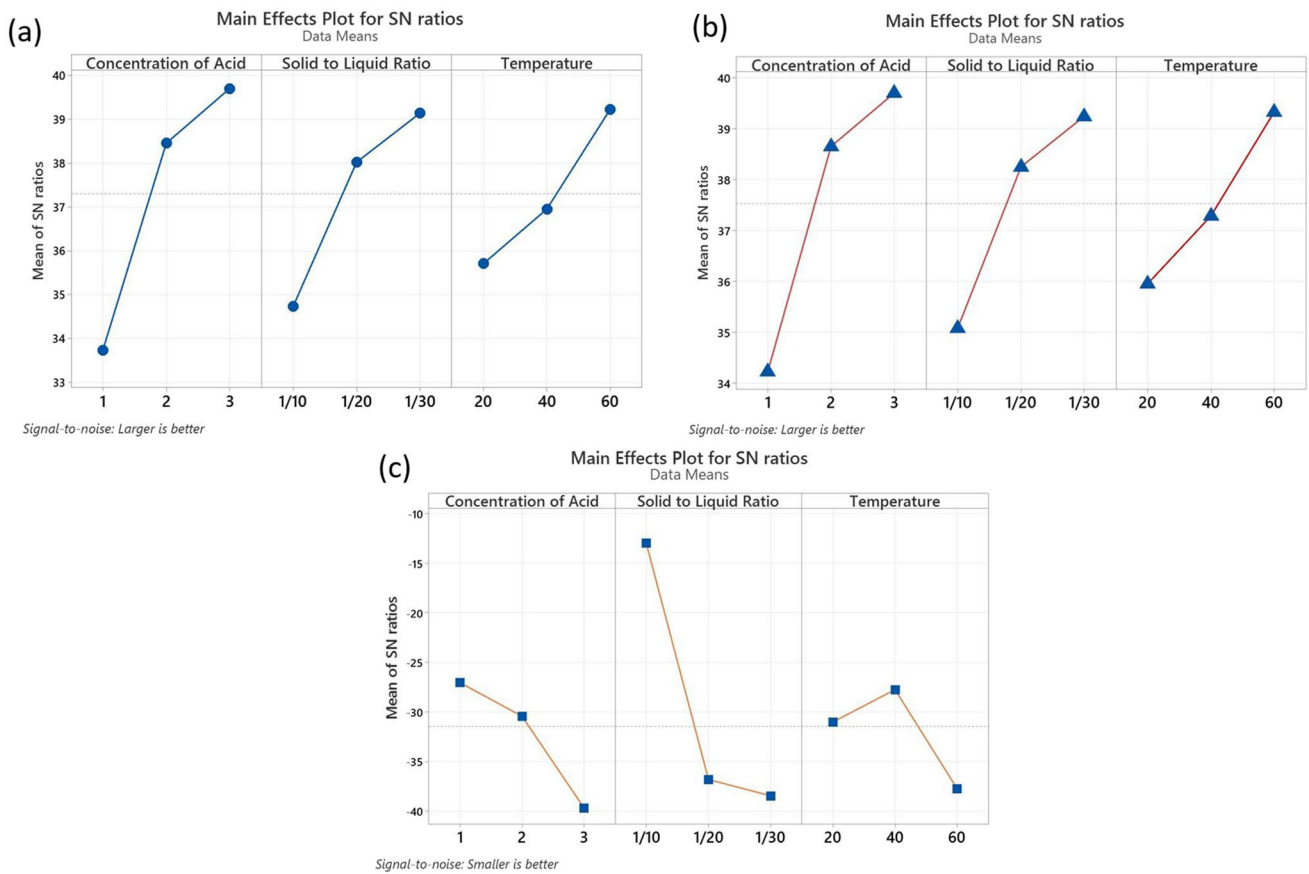 (a)
Main Effects Plot for SN ratios
Data Means
Concentration of Acid Solid to Liquid Ratio Temperature
Mean of SN ratios
40
39
38
37
36
35
34
33
1 2 3 1/10 1/20 1/30 20 40 60
Signal-to-noise: Larger is better
(b)
Main Effects Plot for SN ratios
Data Means
Concentration of Acid Solid to Liquid Ratio Temperature
Mean of SN ratios
40
39
38
37
36
35
34
1 2 3 1/10 1/20 1/30 20 40 60
Signal-to-noise: Larger is better
(c)
Main Effects Plot for SN ratios
Data Means
Concentration of Acid Solid to Liquid Ratio Temperature
Mean of SN ratios
-10
-15
-20
-25
-30
-35
-40
1 2 3 1/10 1/20 1/30 20 40 60
Signal-to-noise: Smaller is better